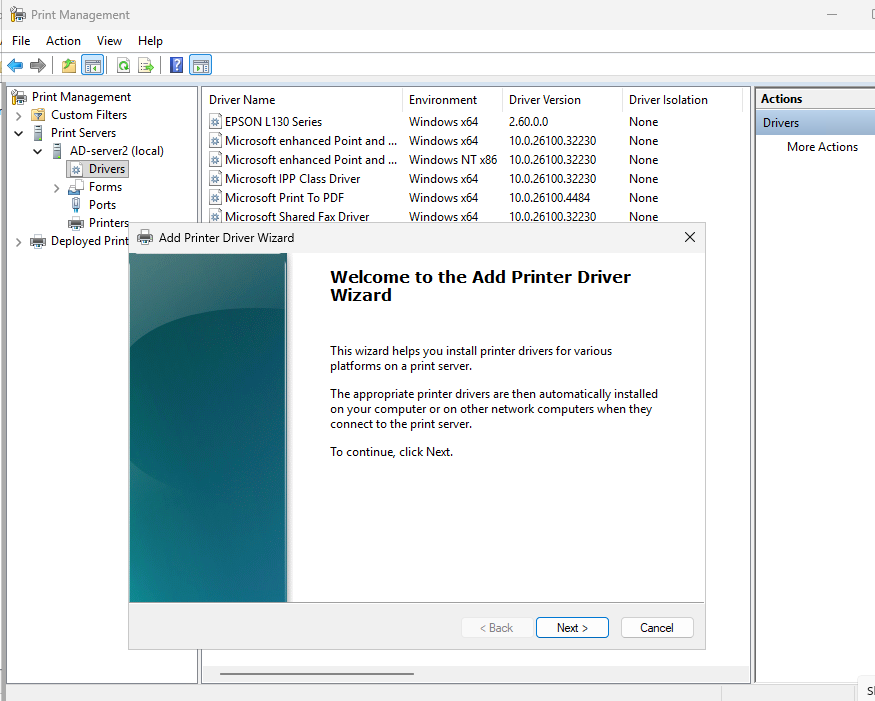 Print Management
File Action View Help
Print Management
Custom Filters
Print Servers
AD-server2 (local)
Drivers
Forms
Ports
Printers
Deployed Print
Driver Name Environment Driver Version Driver Isolation
EPSON L130 Series Windows x64 2.60.0.0 None
Microsoft enhanced Point and ... Windows x64 10.0.26100.32230 None
Microsoft enhanced Point and ... Windows NT x86 10.0.26100.32230 None
Microsoft IPP Class Driver Windows x64 10.0.26100.32230 None
Microsoft Print To PDF Windows x64 10.0.26100.4484 None
Microsoft Shared Fax Driver Windows x64 10.0.26100.32230 None
Actions
Drivers
More Actions
Add Printer Driver Wizard
Welcome to the Add Printer Driver
Wizard
This wizard helps you install printer drivers for various
platforms on a print server.
The appropriate printer drivers are then automatically installed
on your computer or on other network computers when they
connect to the print server.
To continue, click Next.
< Back Next > Cancel